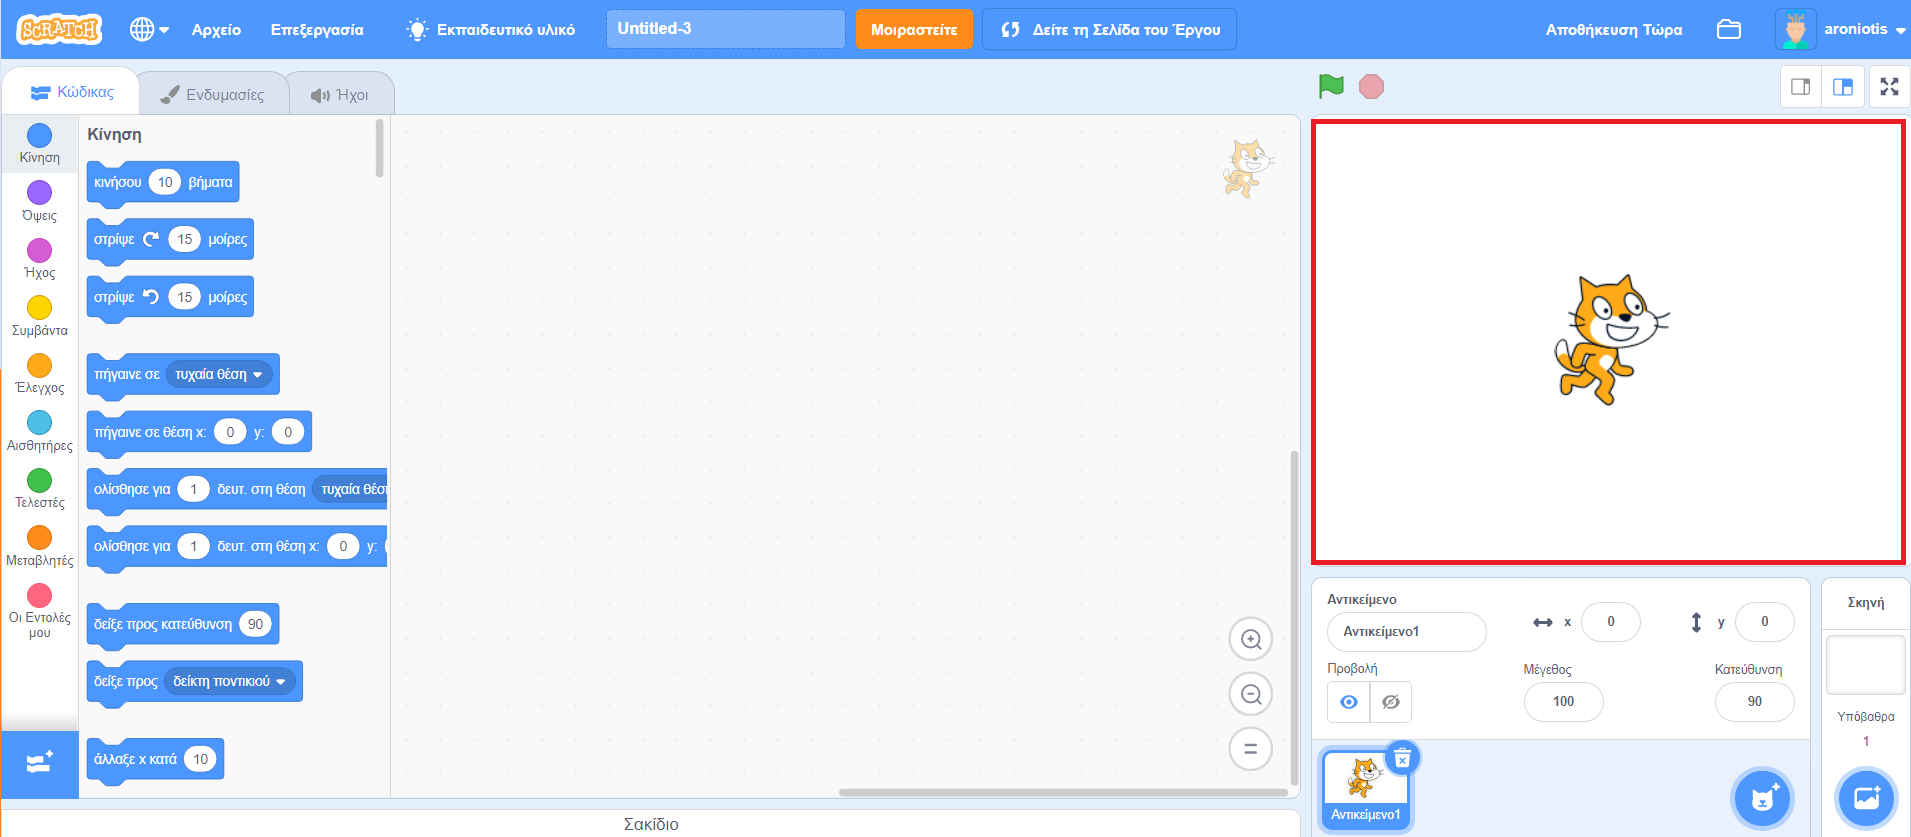 SCRATCH Αρχείο Επεξεργασία Εκπαιδευτικό υλικό Untitled-3 Μοιραστείτε Δείτε τη Σελίδα του Έργου Αποθήκευση Τώρα aroniotis
Κώδικας Ενδυμασίες Ήχοι
Κίνηση
Όψεις
Ήχος
Συμβάντα
Έλεγχος
Αισθητήρες
Τελεστές
Μεταβλητές
Οι Εντολές
μου
Κίνηση
κινήσου 10 βήματα
στρίψε 15 μοίρες
στρίψε 15 μοίρες
πήγαινε σε τυχαία θέση
πήγαινε σε θέση x: 0 y: 0
ολίσθησε για 1 δευτ. στη θέση τυχαία
ολίσθησε για 1 δευτ. στη θέση x: 0 y:
δείξε προς κατεύθυνση 90
δείξε προς δείκτη ποντικιού
άλλαξε x κατά 10
Αντικείμενο
Αντικείμενο1 x 0 y 0
Προβολή Μέγεθος Κατεύθυνση
100 90
Αντικείμενο1
Σκηνή
Υπόβαθρα
1
Σακίδιο